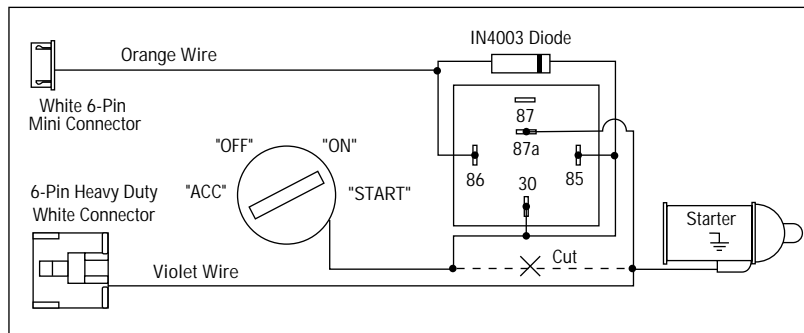 IN4003 Diode
Orange Wire
White 6-Pin
Mini Connector
87
87a
86
85
30
"OFF"
"ON"
"ACC"
"START"
6-Pin Heavy Duty
White Connector
Starter
Cut
Violet Wire